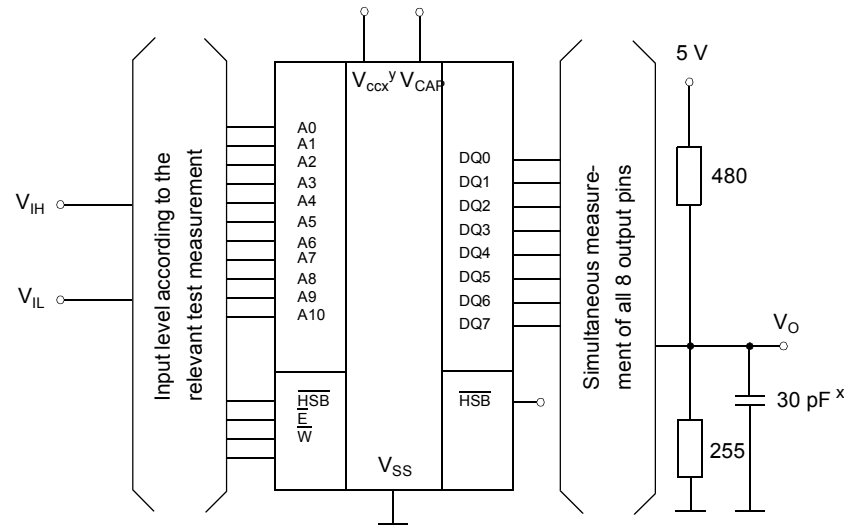 V_IH
V_IL
Input level according to the
relevant test measurement
V_ccx^y V_CAP
A0
A1
A2
A3
A4
A5
A6
A7
A8
A9
A10
HSB
E
W
V_SS
DQ0
DQ1
DQ2
DQ3
DQ4
DQ5
DQ6
DQ7
HSB
Simultaneous measure-
ment of all 8 output pins
5 V
480
V_O
30 pF ^x
255